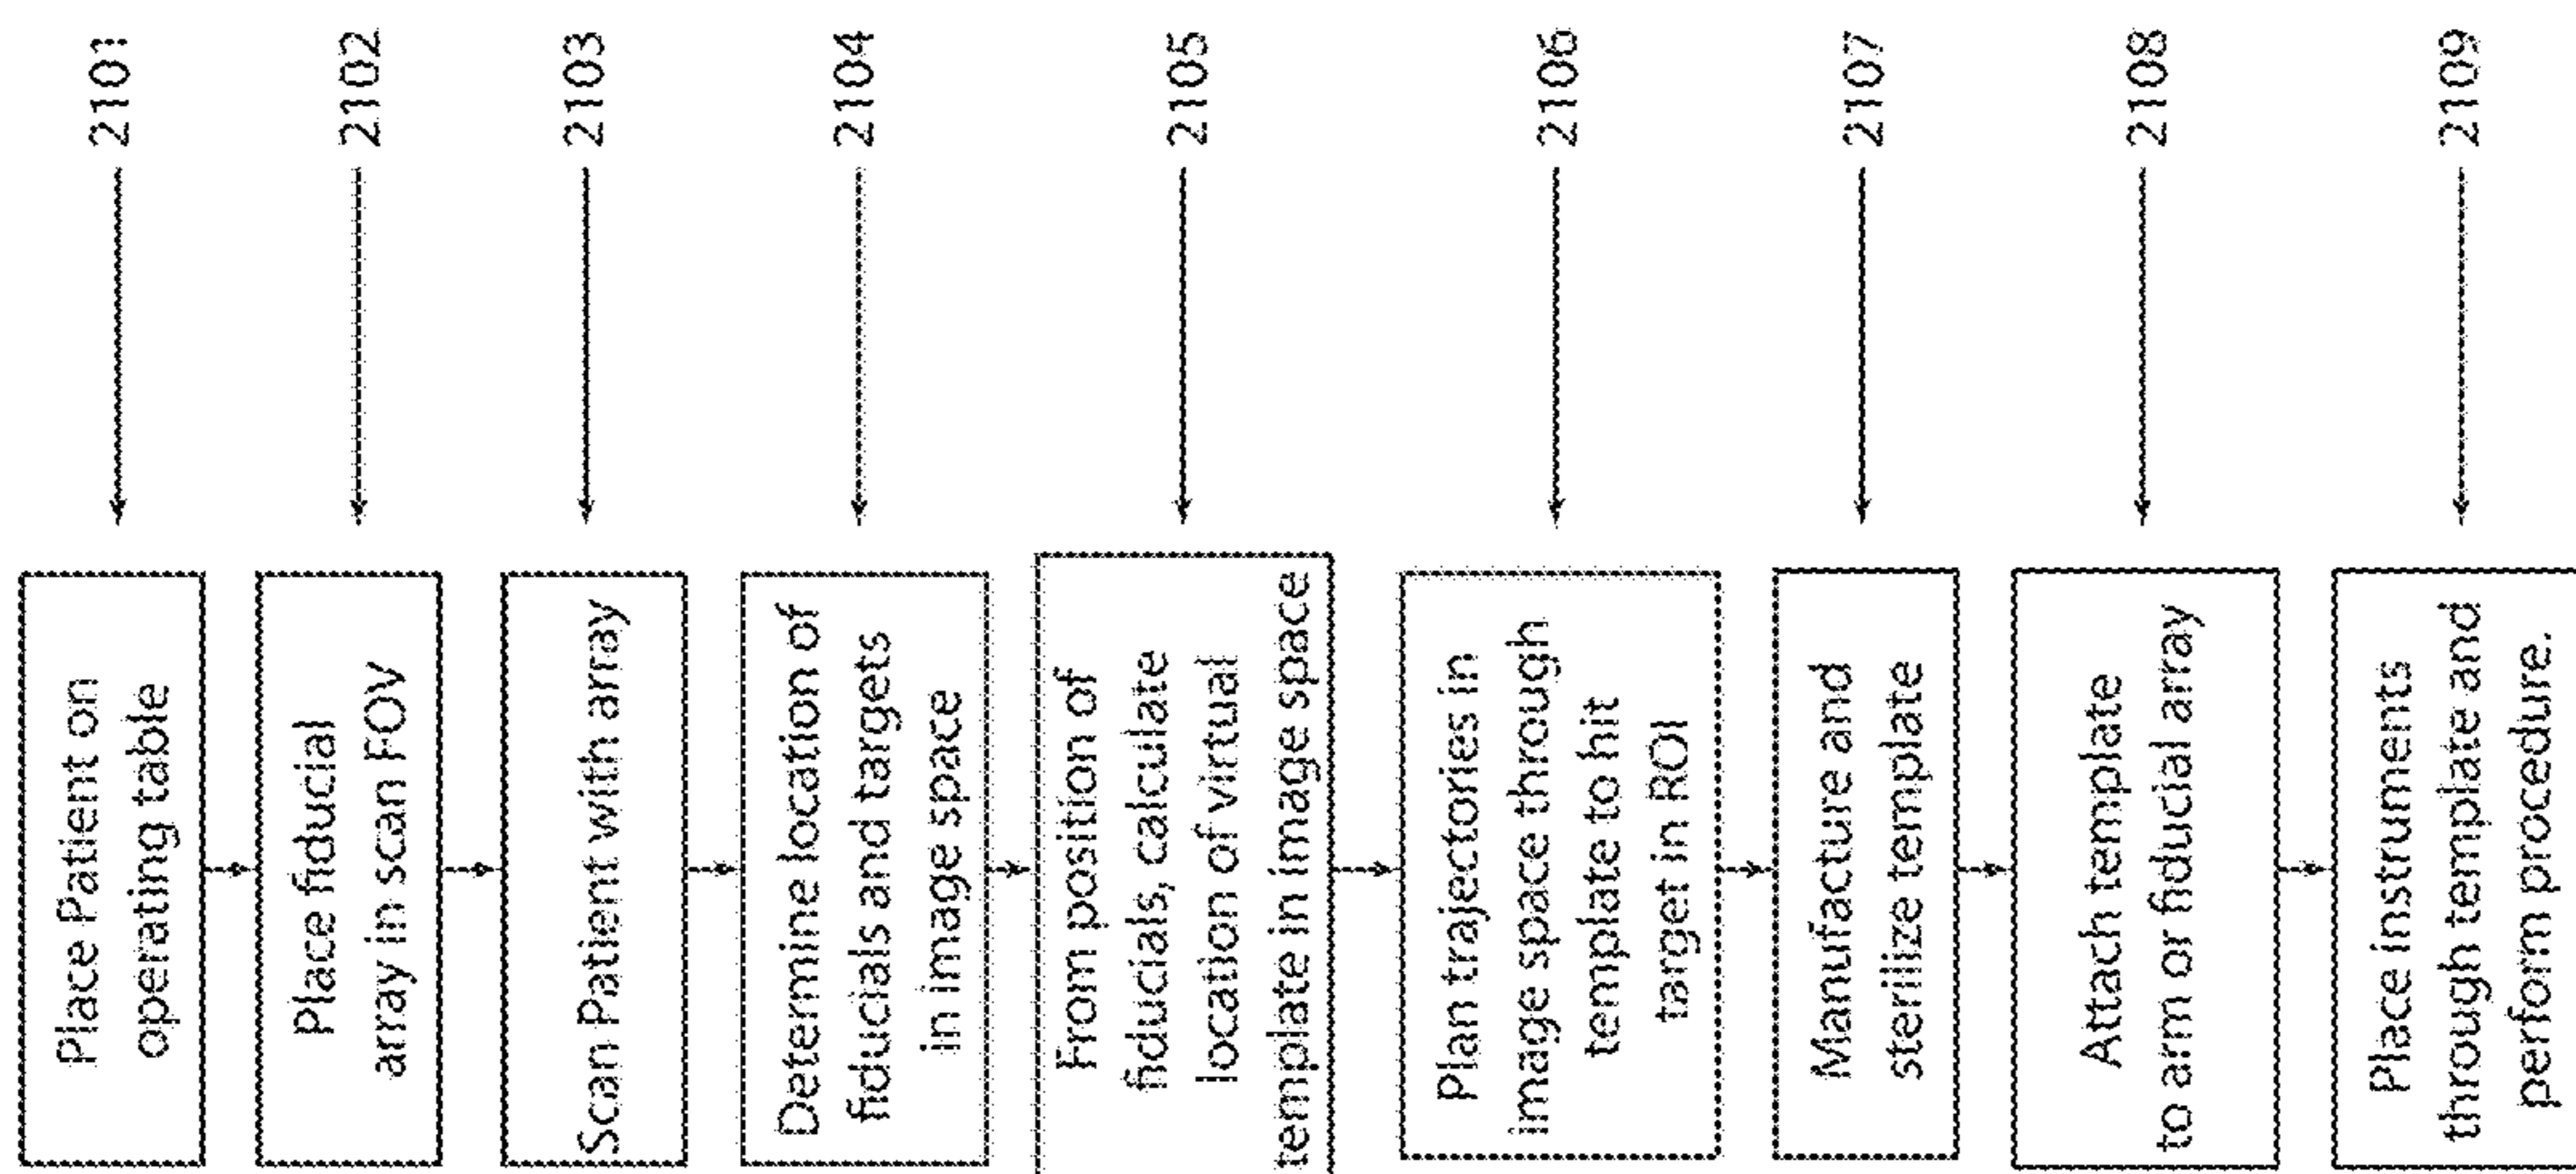 Place Patient on
operating table
2101
Place fiducial
array in scan FOV
2102
Scan Patient with array
2103
Determine location of
fiducials and targets
in image space
2104
From position of
fiducials, calculate
location of virtual
template in image space
2105
Plan trajectories in
image space through
template to hit
target in ROI
2106
Manufacture and
sterilize template
2107
Attach template
to arm or fiducial array
2108
Place instruments
through template and
perform procedure.
2109